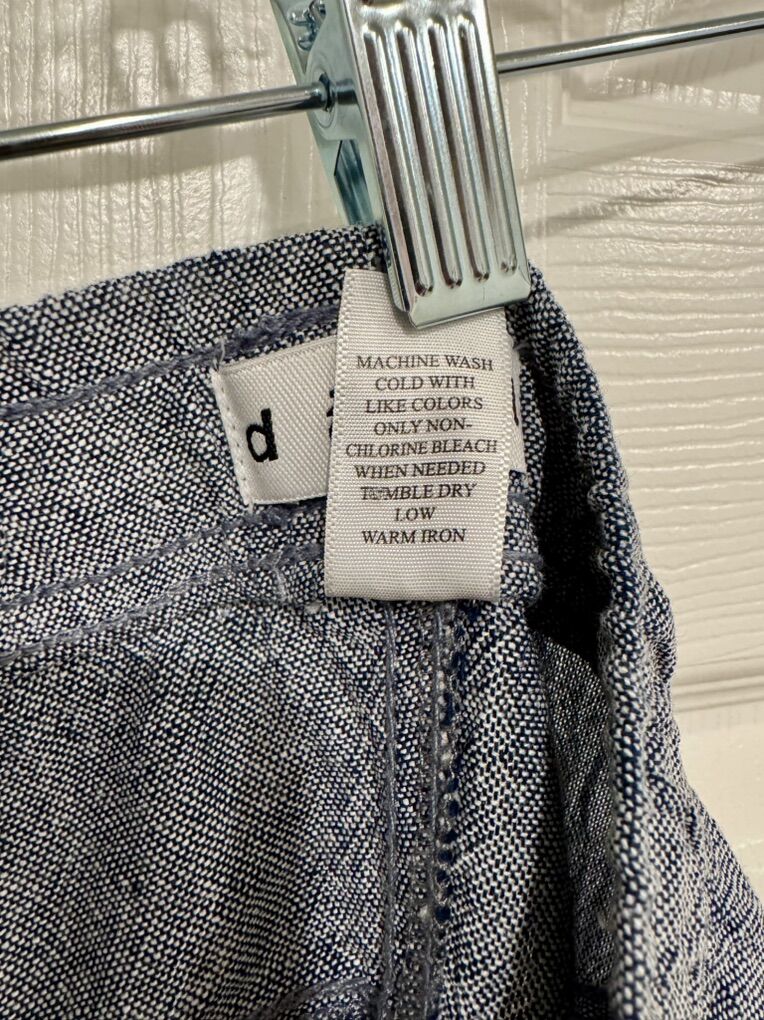 d
MACHINE WASH
COLD WITH
LIKE COLORS
ONLY NON-
CHLORINE BLEACH
WHEN NEEDED
TUMBLE DRY
LOW
WARM IRON